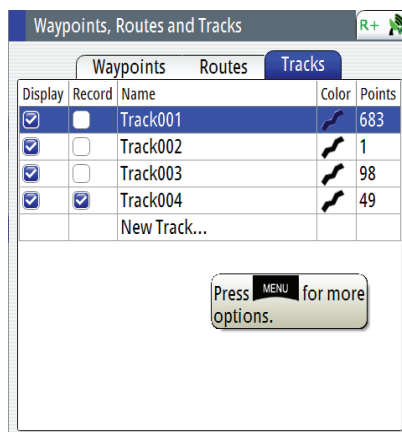 Waypoints, Routes and Tracks R+
Waypoints Routes Tracks
Display Record Name Color Points
Track001 683
Track002 1
Track003 98
Track004 49
New Track...
Press MENU for more
options.